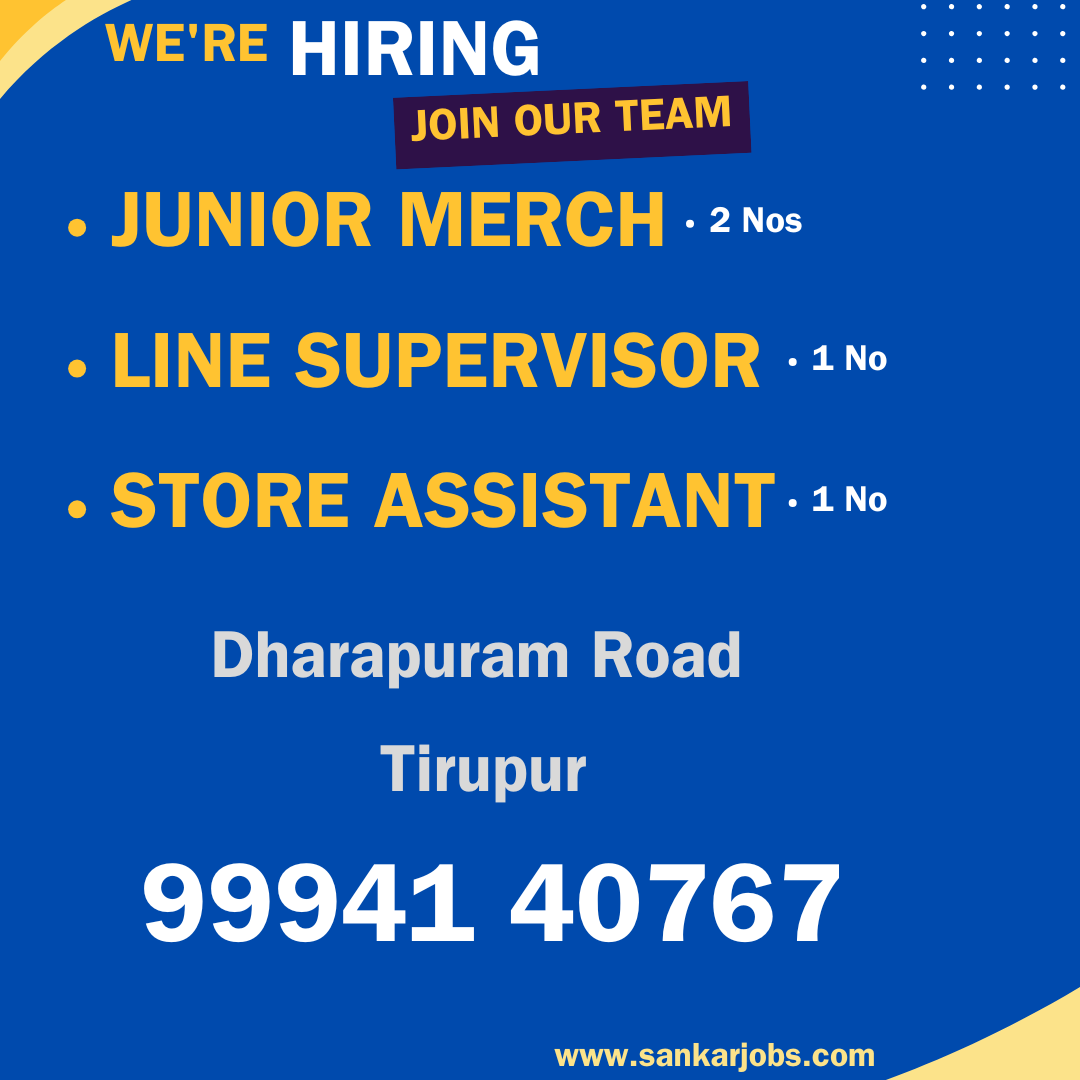 WE'RE HIRING
JOIN OUR TEAM
• JUNIOR MERCH • 2 Nos
• LINE SUPERVISOR • 1 No
• STORE ASSISTANT • 1 No
Dharapuram Road
Tirupur
99941 40767
www.sankarjobs.com